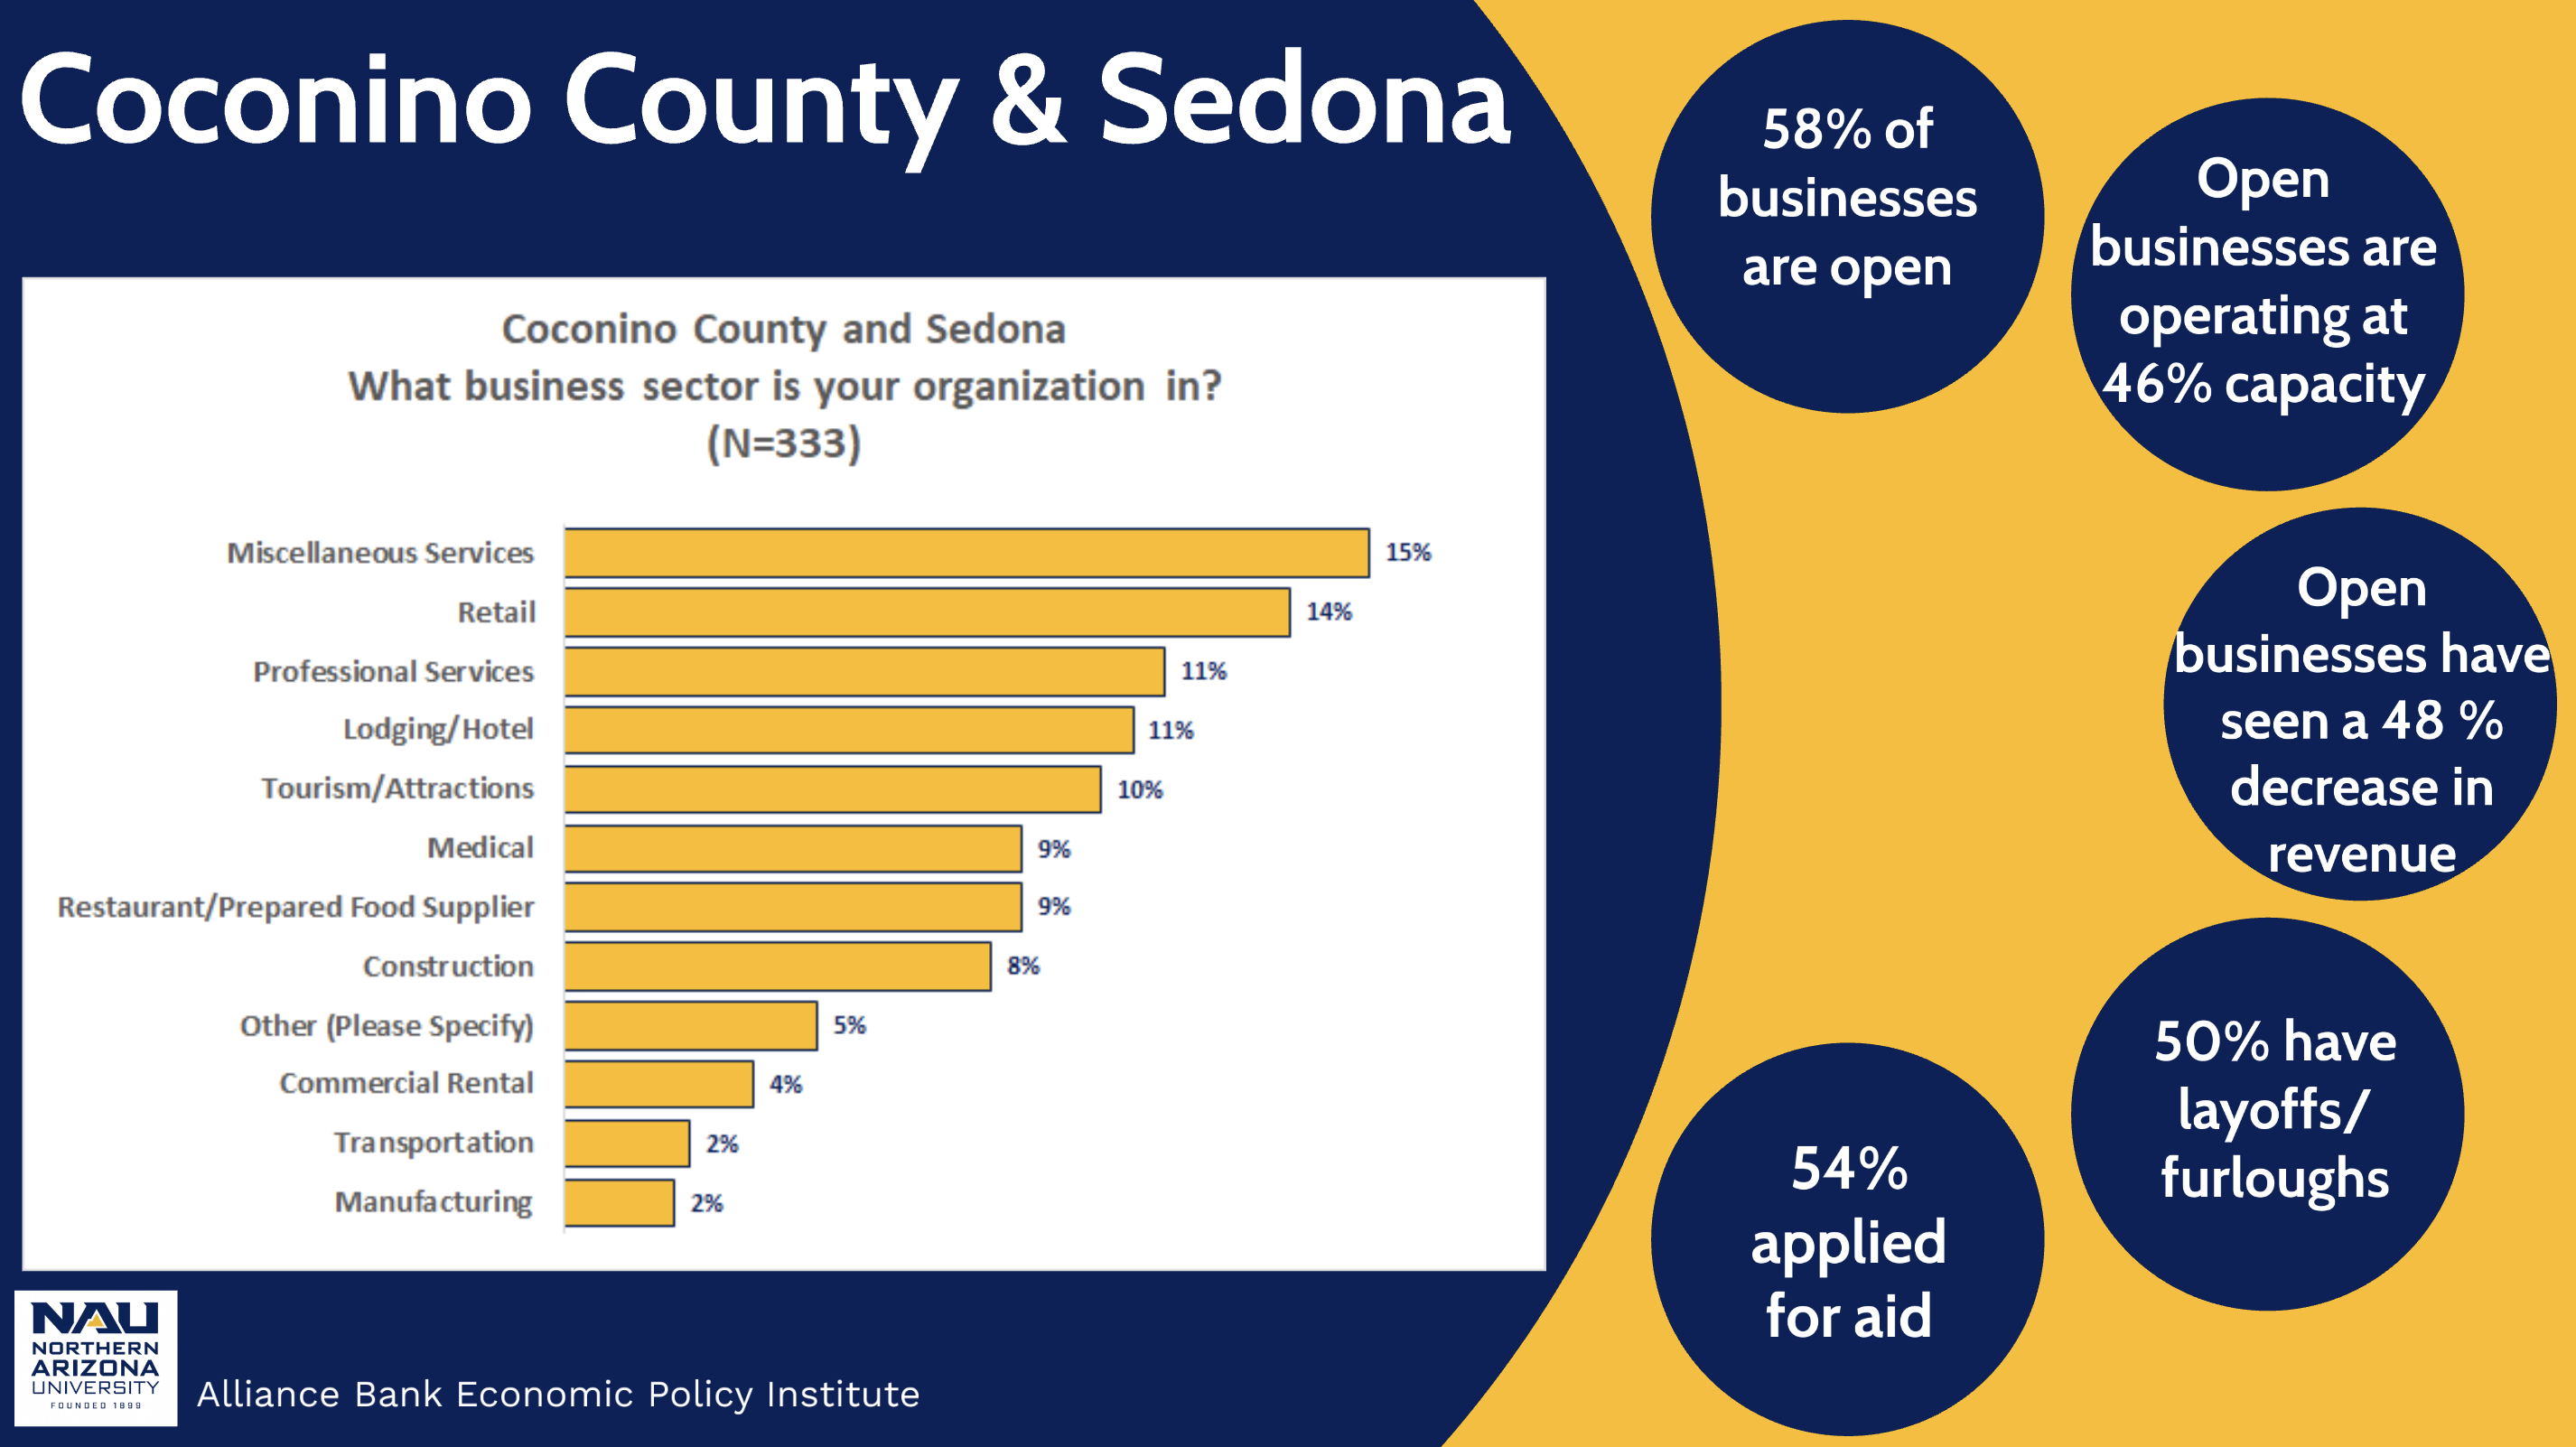 Coconino County & Sedona
Coconino County and Sedona
What business sector is your organization in?
(N=333)
Miscellaneous Services 15%
Retail 14%
Professional Services 11%
Lodging/Hotel 11%
Tourism/Attractions 10%
Medical 9%
Restaurant/Prepared Food Supplier 9%
Construction 8%
Other (Please Specify) 5%
Commercial Rental 4%
Transportation 2%
Manufacturing 2%
58% of
businesses
are open
Open
businesses are
operating at
46% capacity
Open
businesses have
seen a 48 %
decrease in
revenue
50% have
layoffs/
furloughs
54%
applied
for aid
NAU
NORTHERN
ARIZONA
UNIVERSITY
FOUNDED 1899
Alliance Bank Economic Policy Institute